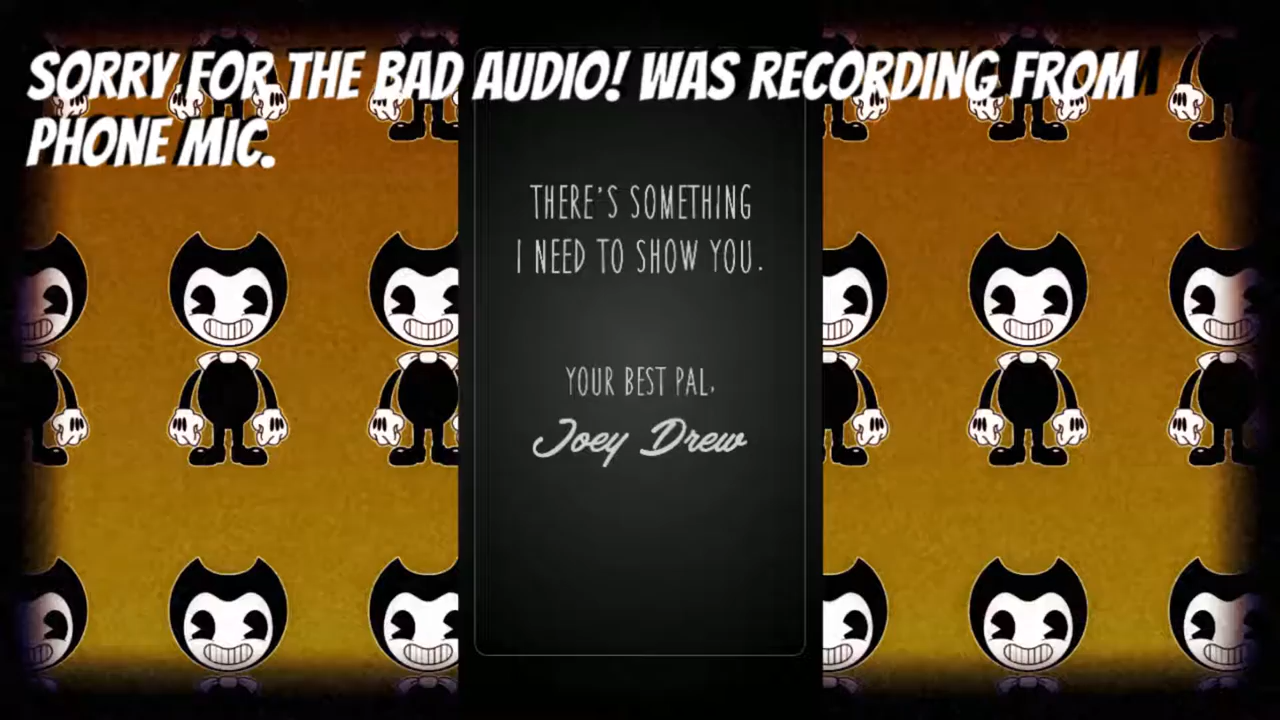 SORRY FOR THE BAD AUDIO! WAS RECORDING FROM
PHONE MIC.
THERE'S SOMETHING
I NEED TO SHOW YOU.
YOUR BEST PAL,
Joey Drew